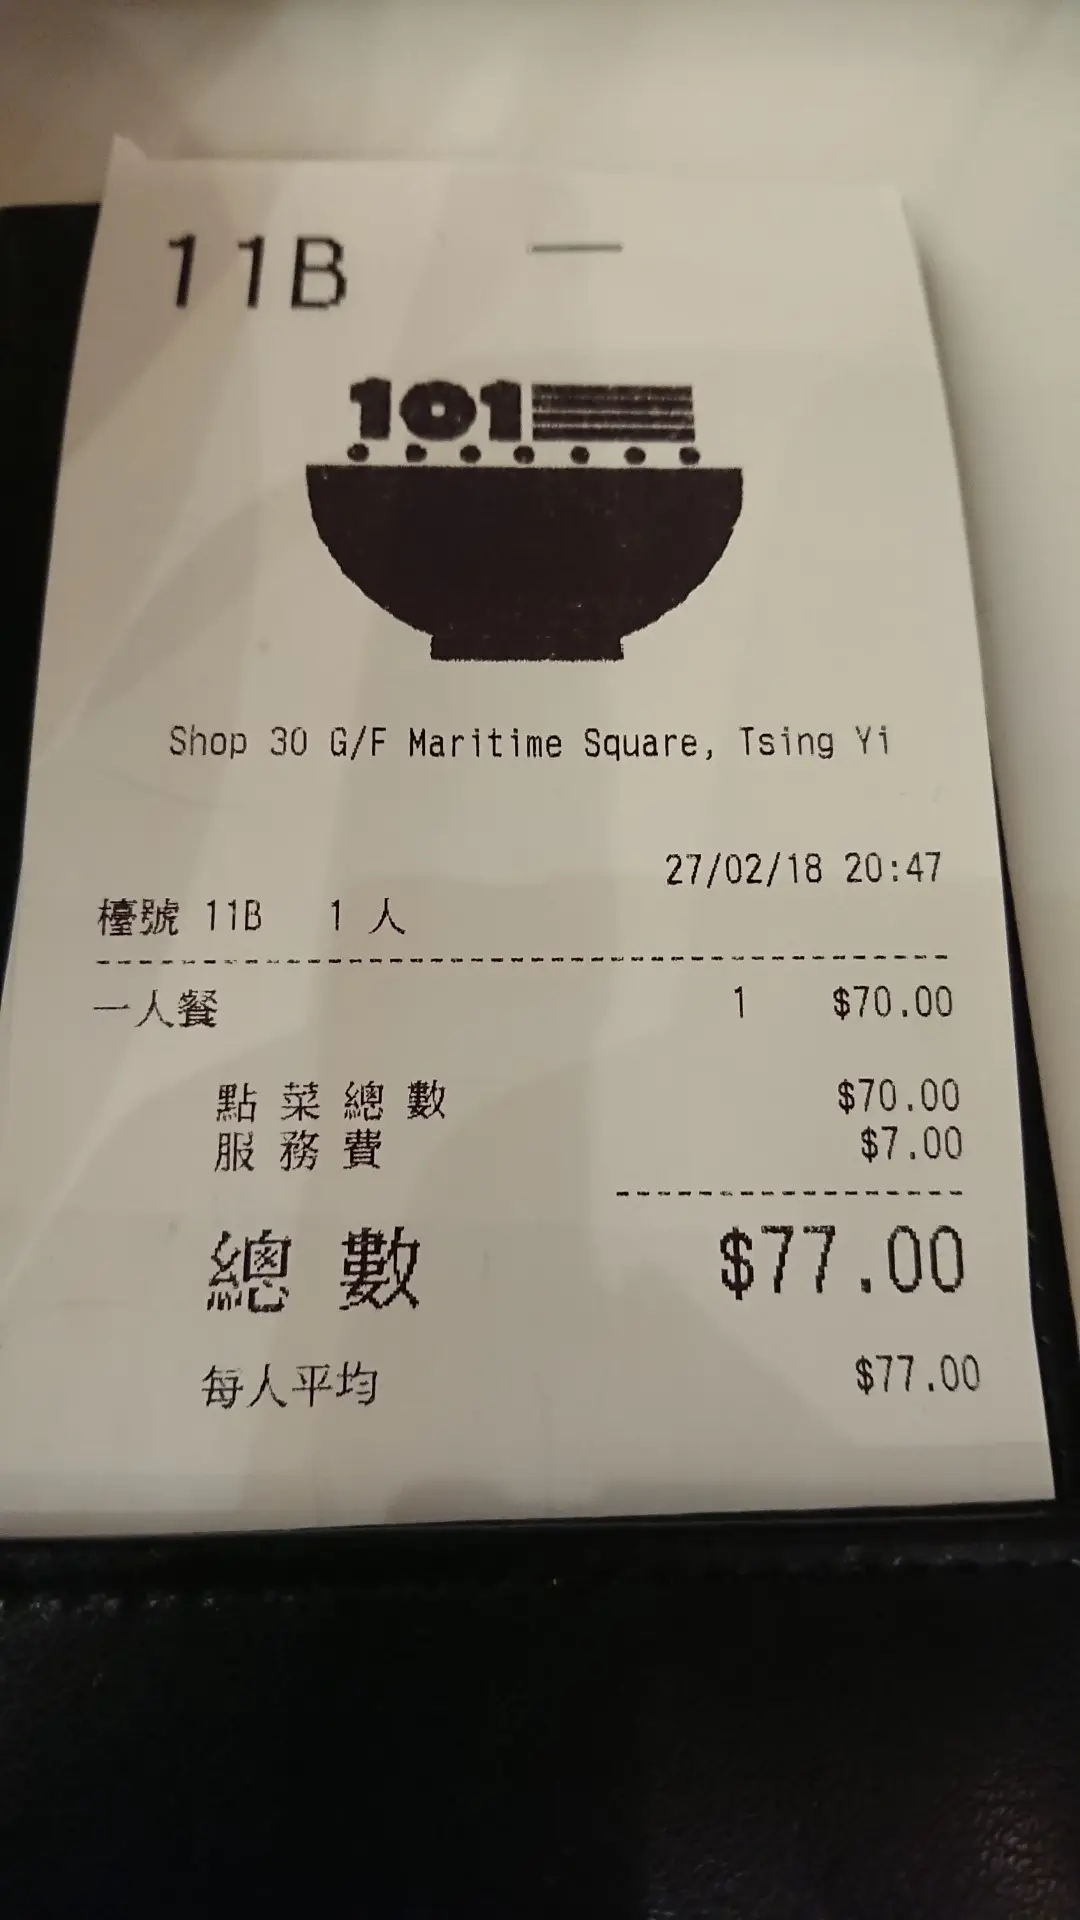 11B
101
Shop 30 G/F Maritime Square, Tsing Yi
27/02/18 20:47
檯號 11B 1 人
一人餐 1 $70.00
點菜總數 $70.00
服務費 $7.00
總數 $77.00
每人平均 $77.00